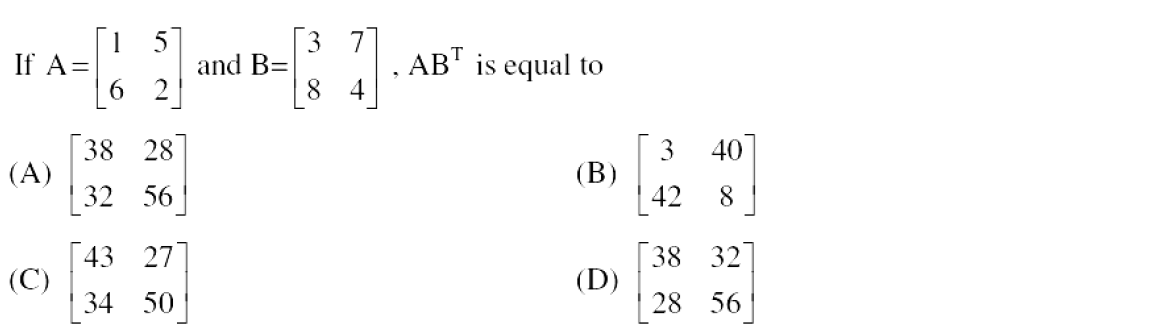 If A = [1 5; 6 2] and B = [3 7; 8 4], AB^T is equal to
(A) [38 28; 32 56] (B) [3 40; 42 8]
(C) [43 27; 34 50] (D) [38 32; 28 56]